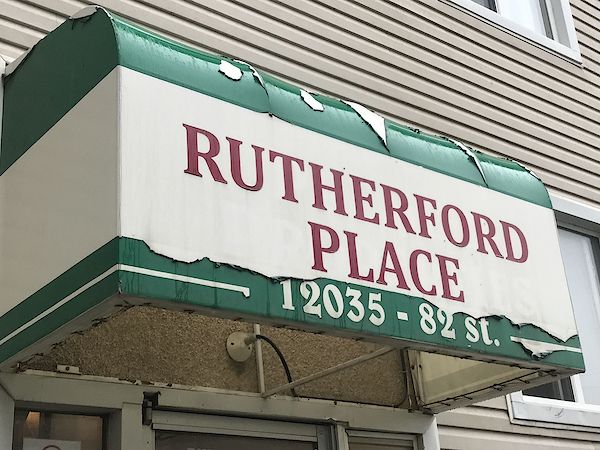 RUTHERFORD
PLACE
12035 - 82 st.